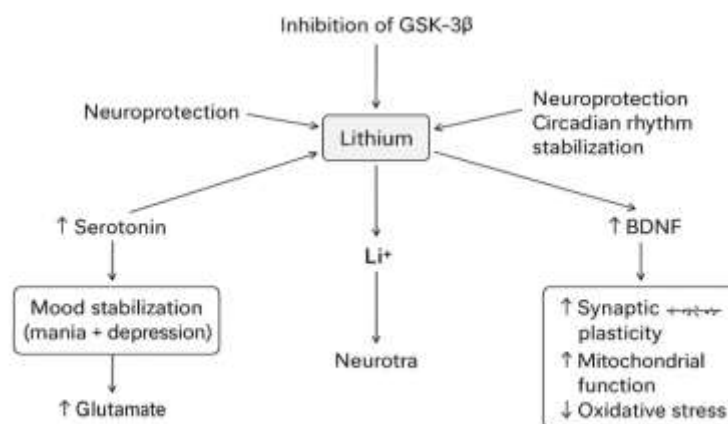 Inhibition of GSK-3β
Neuroprotection
Neuroprotection
Circadian rhythm
stabilization
Lithium
↑ Serotonin
Li⁺
↑ BDNF
Mood stabilization
(mania + depression)
↑ Glutamate
Neurotra
↑ Synaptic
plasticity
↑ Mitochondrial
function
↓ Oxidative stress